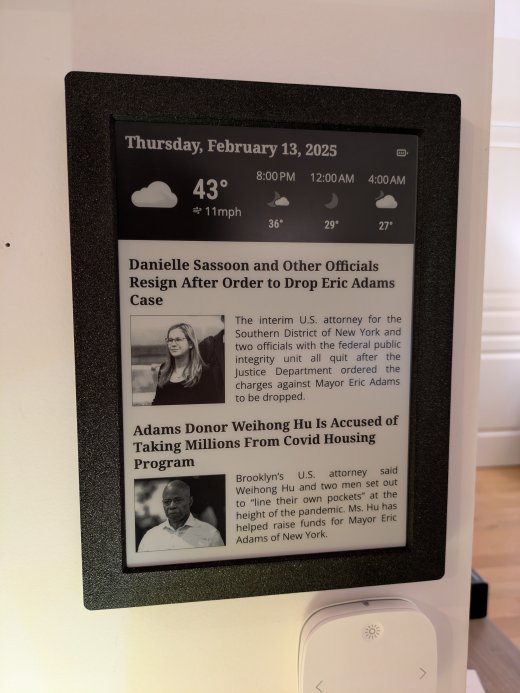 Thursday, February 13, 2025
8:00 PM 12:00 AM 4:00 AM
43°
11mph
36° 29° 27°
Danielle Sassoon and Other Officials
Resign After Order to Drop Eric Adams
Case
The interim U.S. attorney for the
Southern District of New York and
two officials with the federal public
integrity unit all quit after the
Justice Department ordered the
charges against Mayor Eric Adams
to be dropped.
Adams Donor Weihong Hu Is Accused of
Taking Millions From Covid Housing
Program
Brooklyn's U.S. attorney said
Weihong Hu and two men set out
to “line their own pockets” at the
height of the pandemic. Ms. Hu has
helped raise funds for Mayor Eric
Adams of New York.